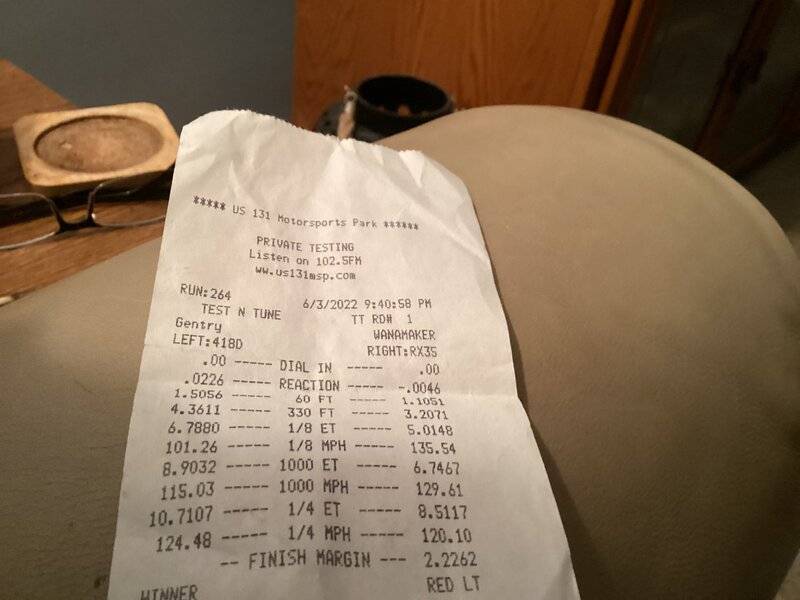 ***** US 131 Motorsports Park ******
PRIVATE TESTING
Listen on 102.5FM
ww.us131msp.com
RUN:264 6/3/2022 9:40:58 PM
TEST N TUNE TT RD# 1
Gentry WANAMAKER
LEFT:418D RIGHT:RX35
.00 ----- DIAL IN ----- .00
.0226 ----- REACTION ----- -.0046
1.5056 ----- 60 FT ----- 1.1051
4.3611 ----- 330 FT ----- 3.2071
6.7880 ----- 1/8 ET ----- 5.0148
101.26 ----- 1/8 MPH ----- 135.54
8.9032 ----- 1000 ET ----- 6.7467
115.03 ----- 1000 MPH ----- 129.61
10.7107 ----- 1/4 ET ----- 8.5117
124.48 ----- 1/4 MPH ----- 120.10
-- FINISH MARGIN --- 2.2262
WINNER RED LT